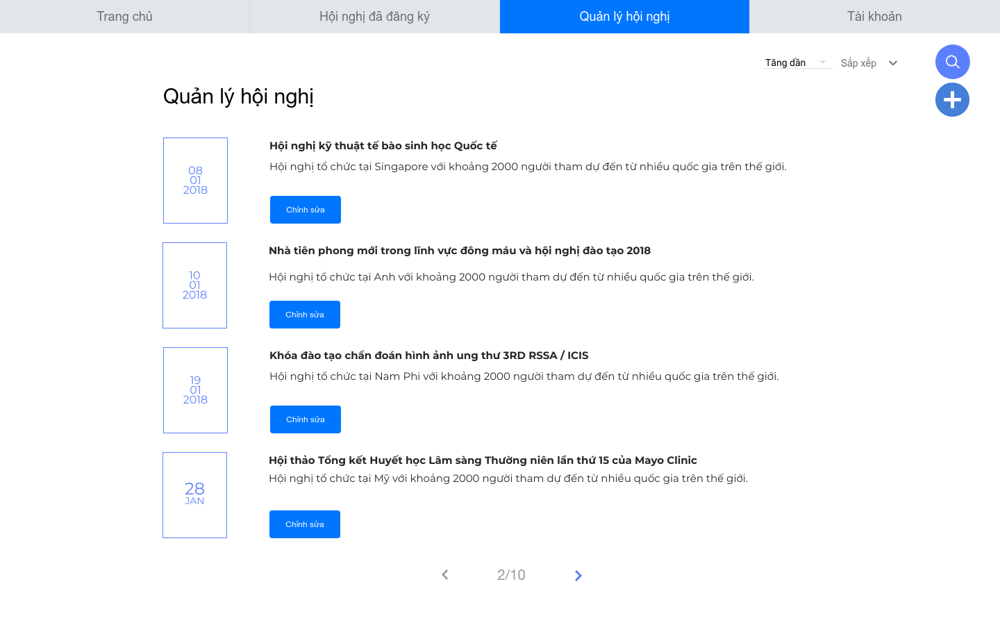 Trang chủ
Hội nghị đã đăng ký
Quản lý hội nghị
Tài khoản
Tăng dần
Sắp xếp
Quản lý hội nghị
08
01
2018
Hội nghị kỹ thuật tế bào sinh học Quốc tế
Hội nghị tổ chức tại Singapore với khoảng 2000 người tham dự đến từ nhiều quốc gia trên thế giới.
Chỉnh sửa
10
01
2018
Nhà tiên phong mới trong lĩnh vực đông máu và hội nghị đào tạo 2018
Hội nghị tổ chức tại Anh với khoảng 2000 người tham dự đến từ nhiều quốc gia trên thế giới.
Chỉnh sửa
19
01
2018
Khóa đào tạo chẩn đoán hình ảnh ung thư 3RD RSSA / ICIS
Hội nghị tổ chức tại Nam Phi với khoảng 2000 người tham dự đến từ nhiều quốc gia trên thế giới.
Chỉnh sửa
28
JAN
Hội thảo Tổng kết Huyết học Lâm sàng Thường niên lần thứ 15 của Mayo Clinic
Hội nghị tổ chức tại Mỹ với khoảng 2000 người tham dự đến từ nhiều quốc gia trên thế giới.
Chỉnh sửa
2/10